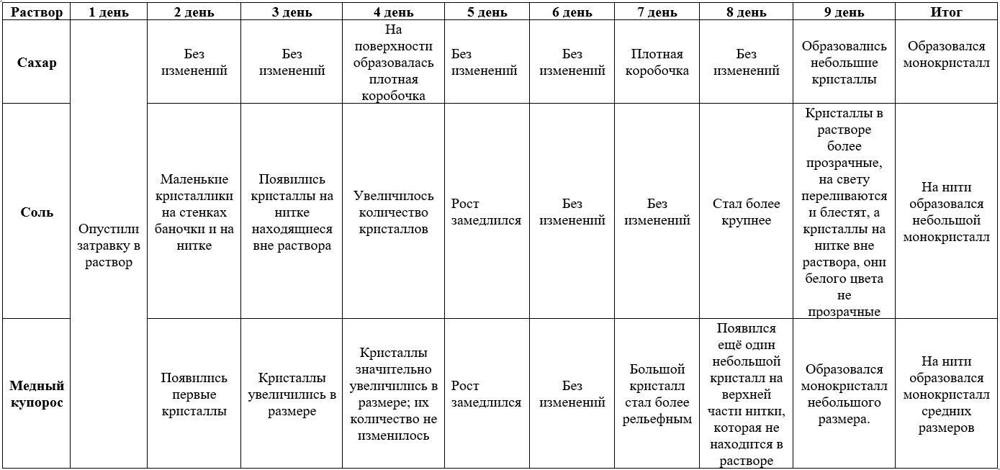 Раствор 1 день 2 день 3 день 4 день 5 день 6 день 7 день 8 день 9 день Итог
Сахар
Опустили
затравку в
раствор
Без
изменений
Без
изменений
На
поверхности
образовалась
плотная
коробочка
Без
изменений
Без
изменений
Плотная
коробочка
Без
изменений
Образовались
небольшие
кристаллы
Образовался
монокристалл
Соль
Маленькие
кристаллики
на стенках
баночки и на
нитке
Появились
кристаллы на
нитке
находящиеся
вне раствора
Увеличилось
количество
кристаллов
Рост
замедлился
Без
изменений
Без
изменений
Стал более
крупнее
Кристаллы в
растворе
более
прозрачные,
на свету
переливаются
и блестят, а
кристаллы на
нитке вне
раствора, они
белого цвета
не
прозрачные
На нити
образовался
небольшой
монокристалл
Медный
купорос
Появились
первые
кристаллы
Кристаллы
увеличились в
размере
Кристаллы
значительно
увеличились в
размере; их
количество не
изменилось
Рост
замедлился
Без
изменений
Большой
кристалл
стал более
рельефным
Появился
ещё один
небольшой
кристалл на
верхней
части нитки,
которая не
находится в
растворе
Образовался
монокристалл
небольшого
размера.
На нити
образовался
монокристалл
средних
размеров